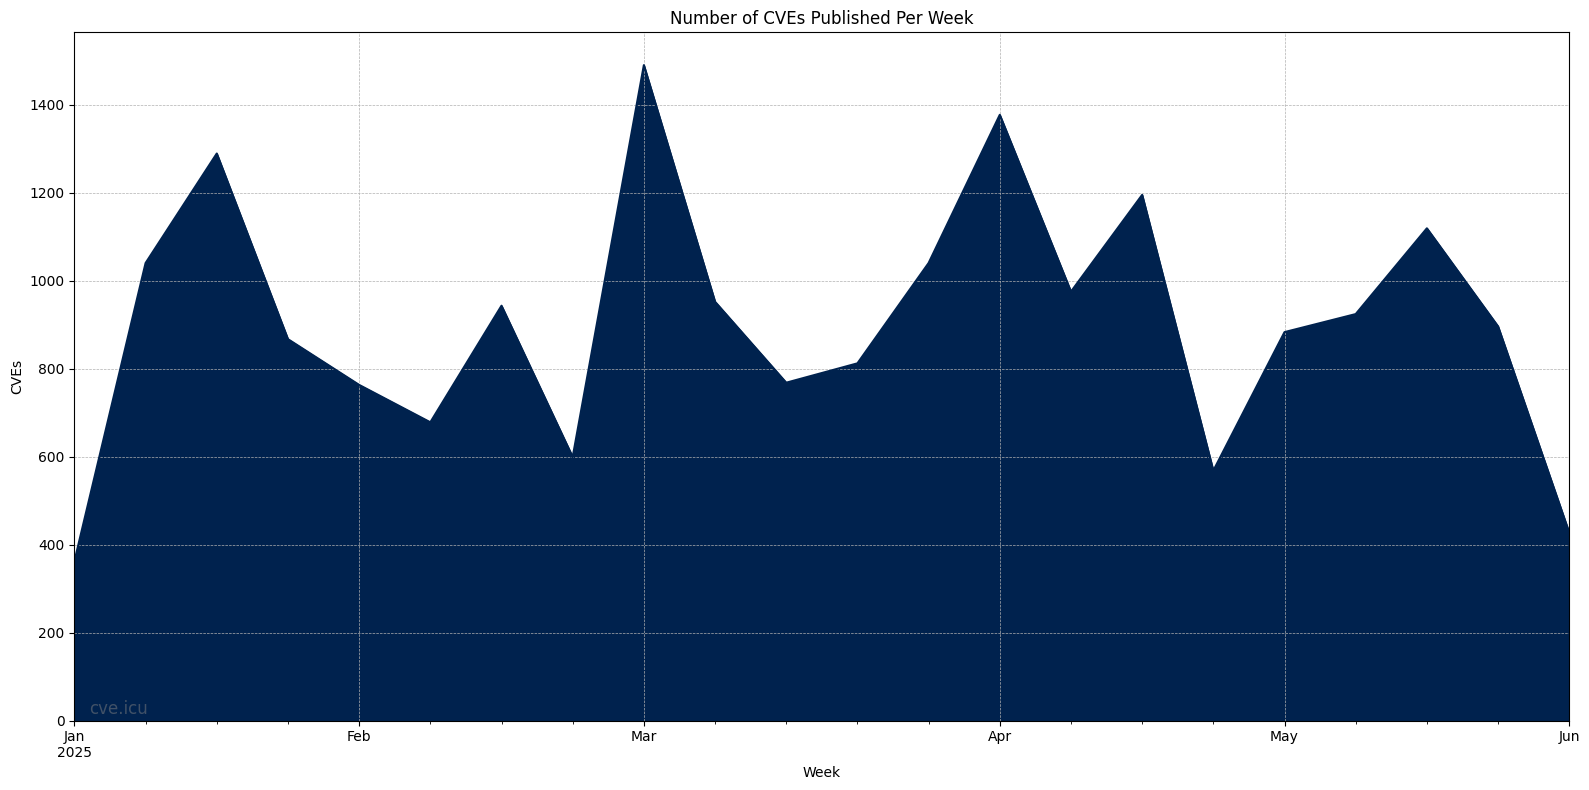 Number of CVEs Published Per Week
1400
1200
1000
800
600
400
200
0
CVEs
cve.icu
Jan Feb Mar Apr May Jun
2025
Week